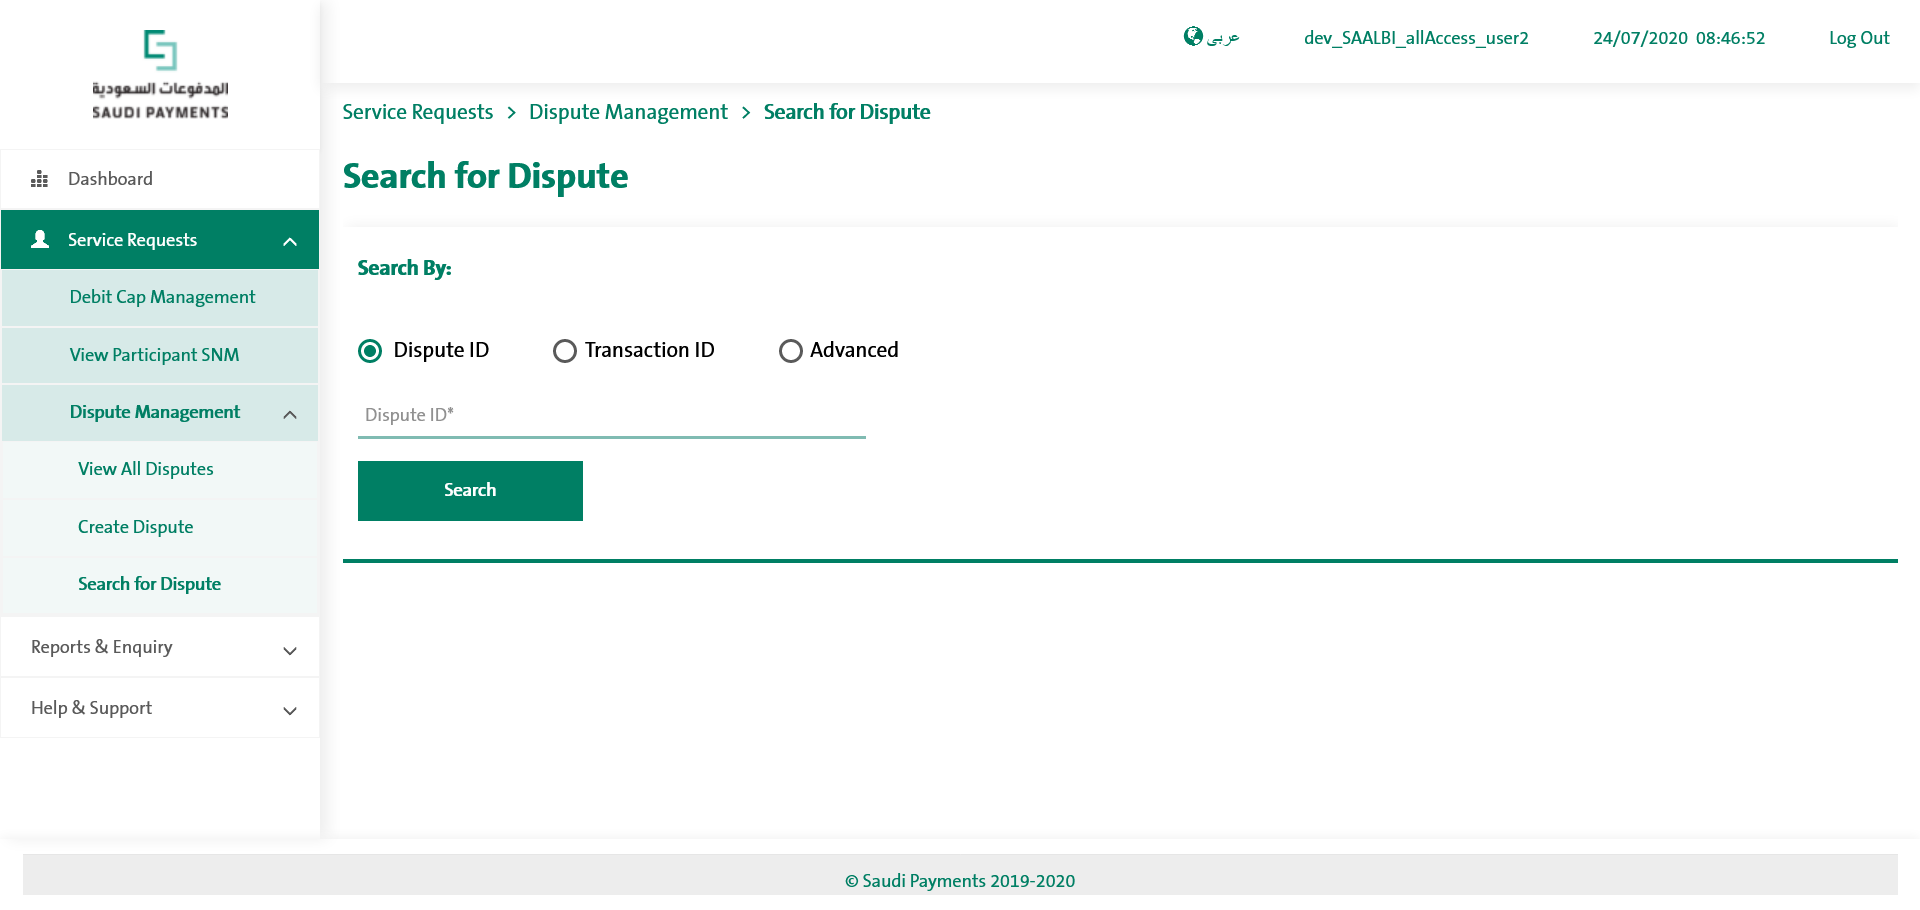 المدفوعات السعودية
SAUDI PAYMENTS
عربى
dev_SAALBI_allAccess_user2
24/07/2020 08:46:52
Log Out
Dashboard
Service Requests
Debit Cap Management
View Participant SNM
Dispute Management
View All Disputes
Create Dispute
Search for Dispute
Reports & Enquiry
Help & Support
Service Requests > Dispute Management > Search for Dispute
Search for Dispute
Search By:
Dispute ID Transaction ID Advanced
Dispute ID*
Search
© Saudi Payments 2019-2020